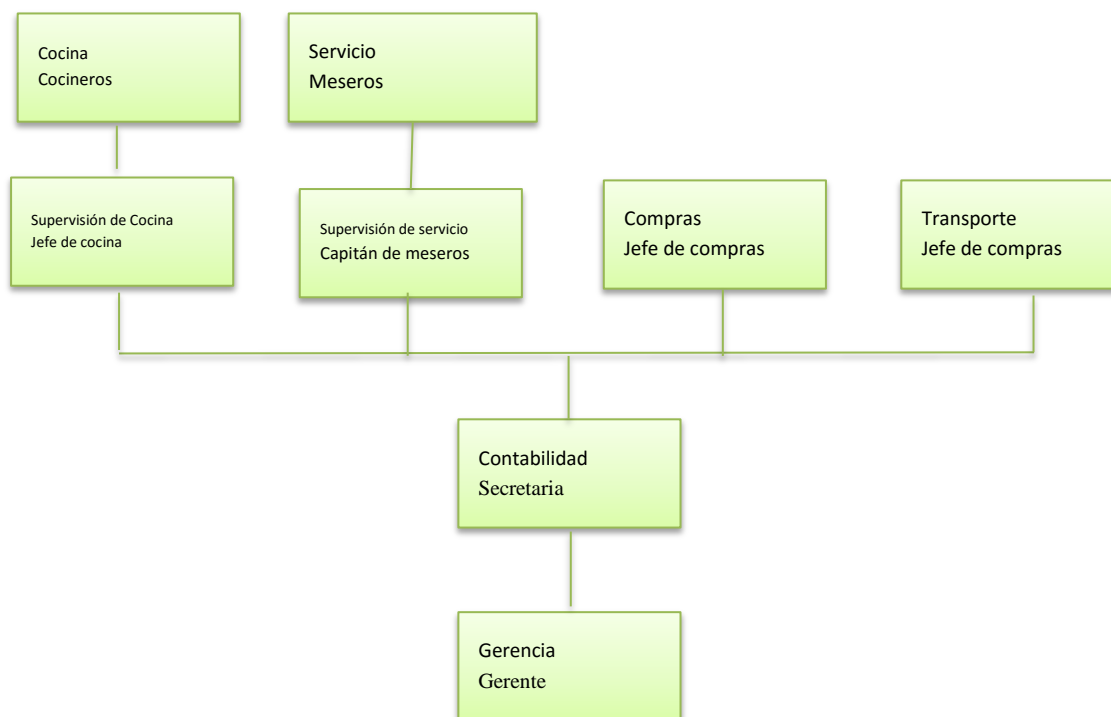 Cocina
Cocineros
Servicio
Meseros
Supervisión de Cocina
Jefe de cocina
Supervisión de servicio
Capitán de meseros
Compras
Jefe de compras
Transporte
Jefe de compras
Contabilidad
Secretaria
Gerencia
Gerente